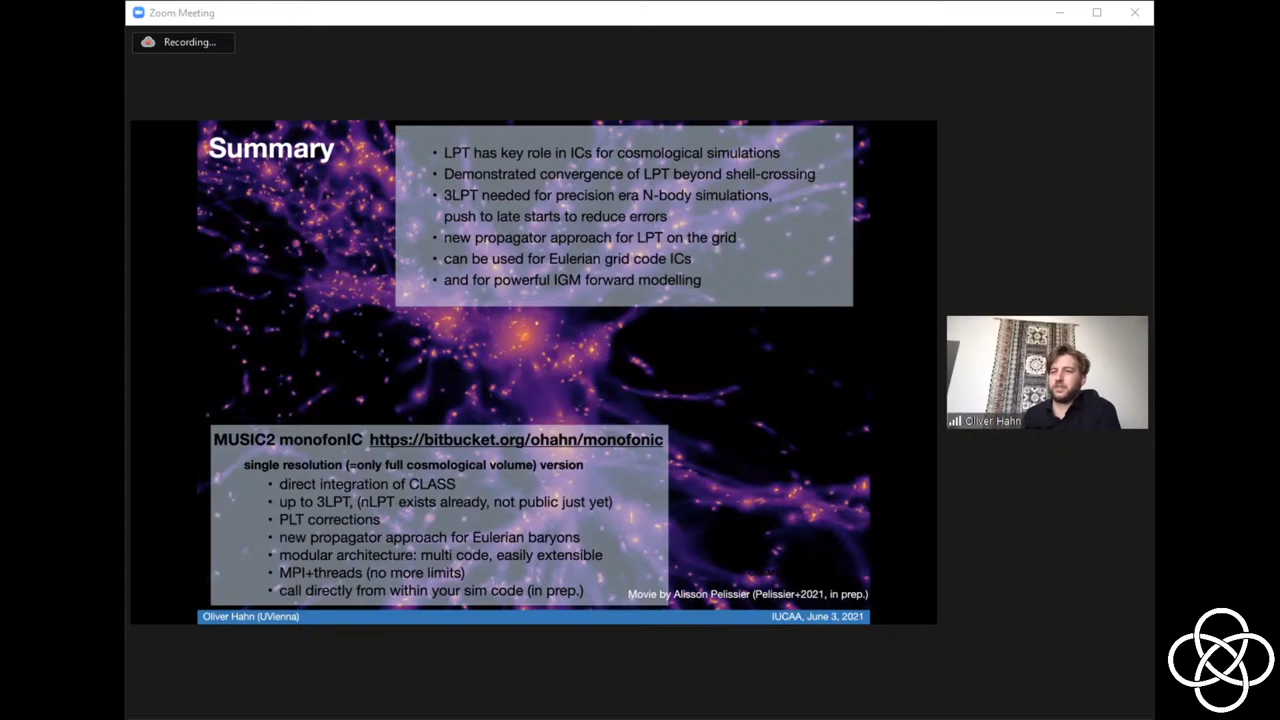 Zoom Meeting
Recording...
Summary
• LPT has key role in ICs for cosmological simulations
• Demonstrated convergence of LPT beyond shell-crossing
• 3LPT needed for precision era N-body simulations,
push to late starts to reduce errors
• new propagator approach for LPT on the grid
• can be used for Eulerian grid code ICs
• and for powerful IGM forward modelling
Oliver Hahn
MUSIC2 monofonIC https://bitbucket.org/ohahn/monofonic
single resolution (=only full cosmological volume) version
• direct integration of CLASS
• up to 3LPT, (nLPT exists already, not public just yet)
• PLT corrections
• new propagator approach for Eulerian baryons
• modular architecture: multi code, easily extensible
• MPI+threads (no more limits)
• call directly from within your sim code (in prep.)
Movie by Alisson Pelissier (Pelissier+2021, in prep.)
Oliver Hahn (UVienna)
IUCAA, June 3, 2021